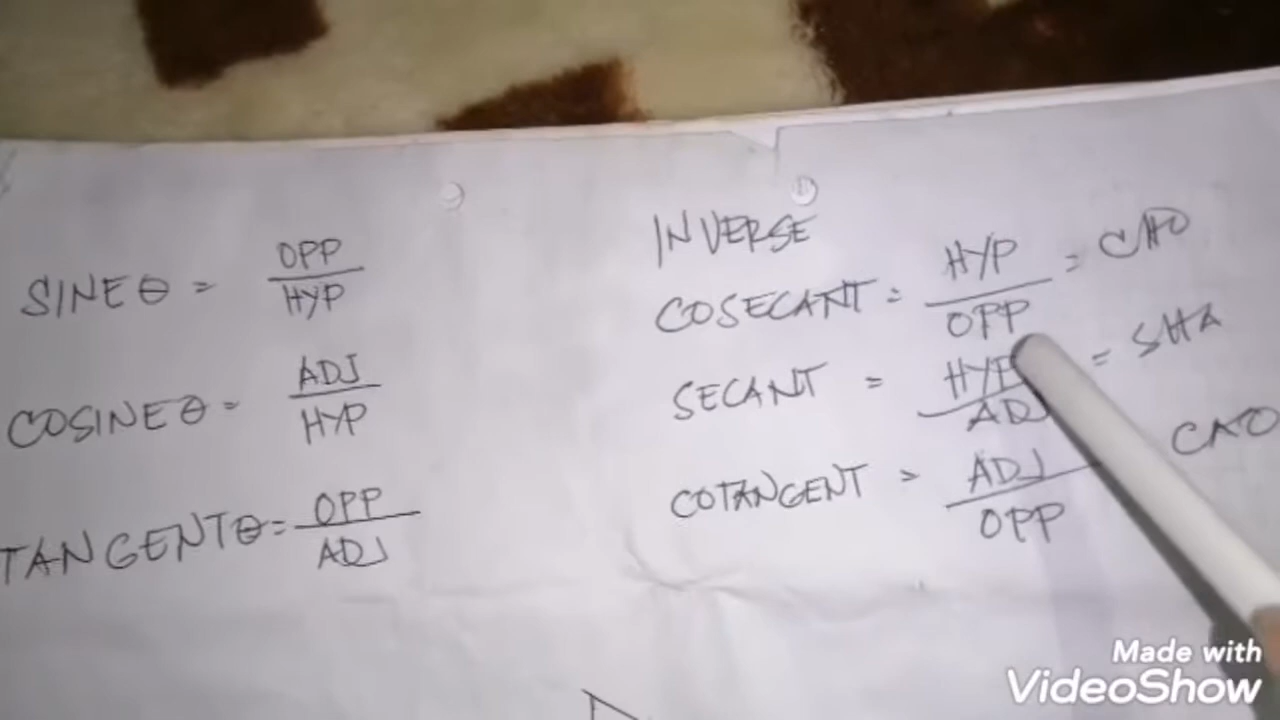 SINE θ = OPP/HYP
COSINE θ = ADJ/HYP
TANGENT θ = OPP/ADJ
INVERSE
COSECANT = HYP/OPP = CHO
SECANT = HYP/ADJ = SHA
COTANGENT = ADJ/OPP CAO
Made with
VideoShow